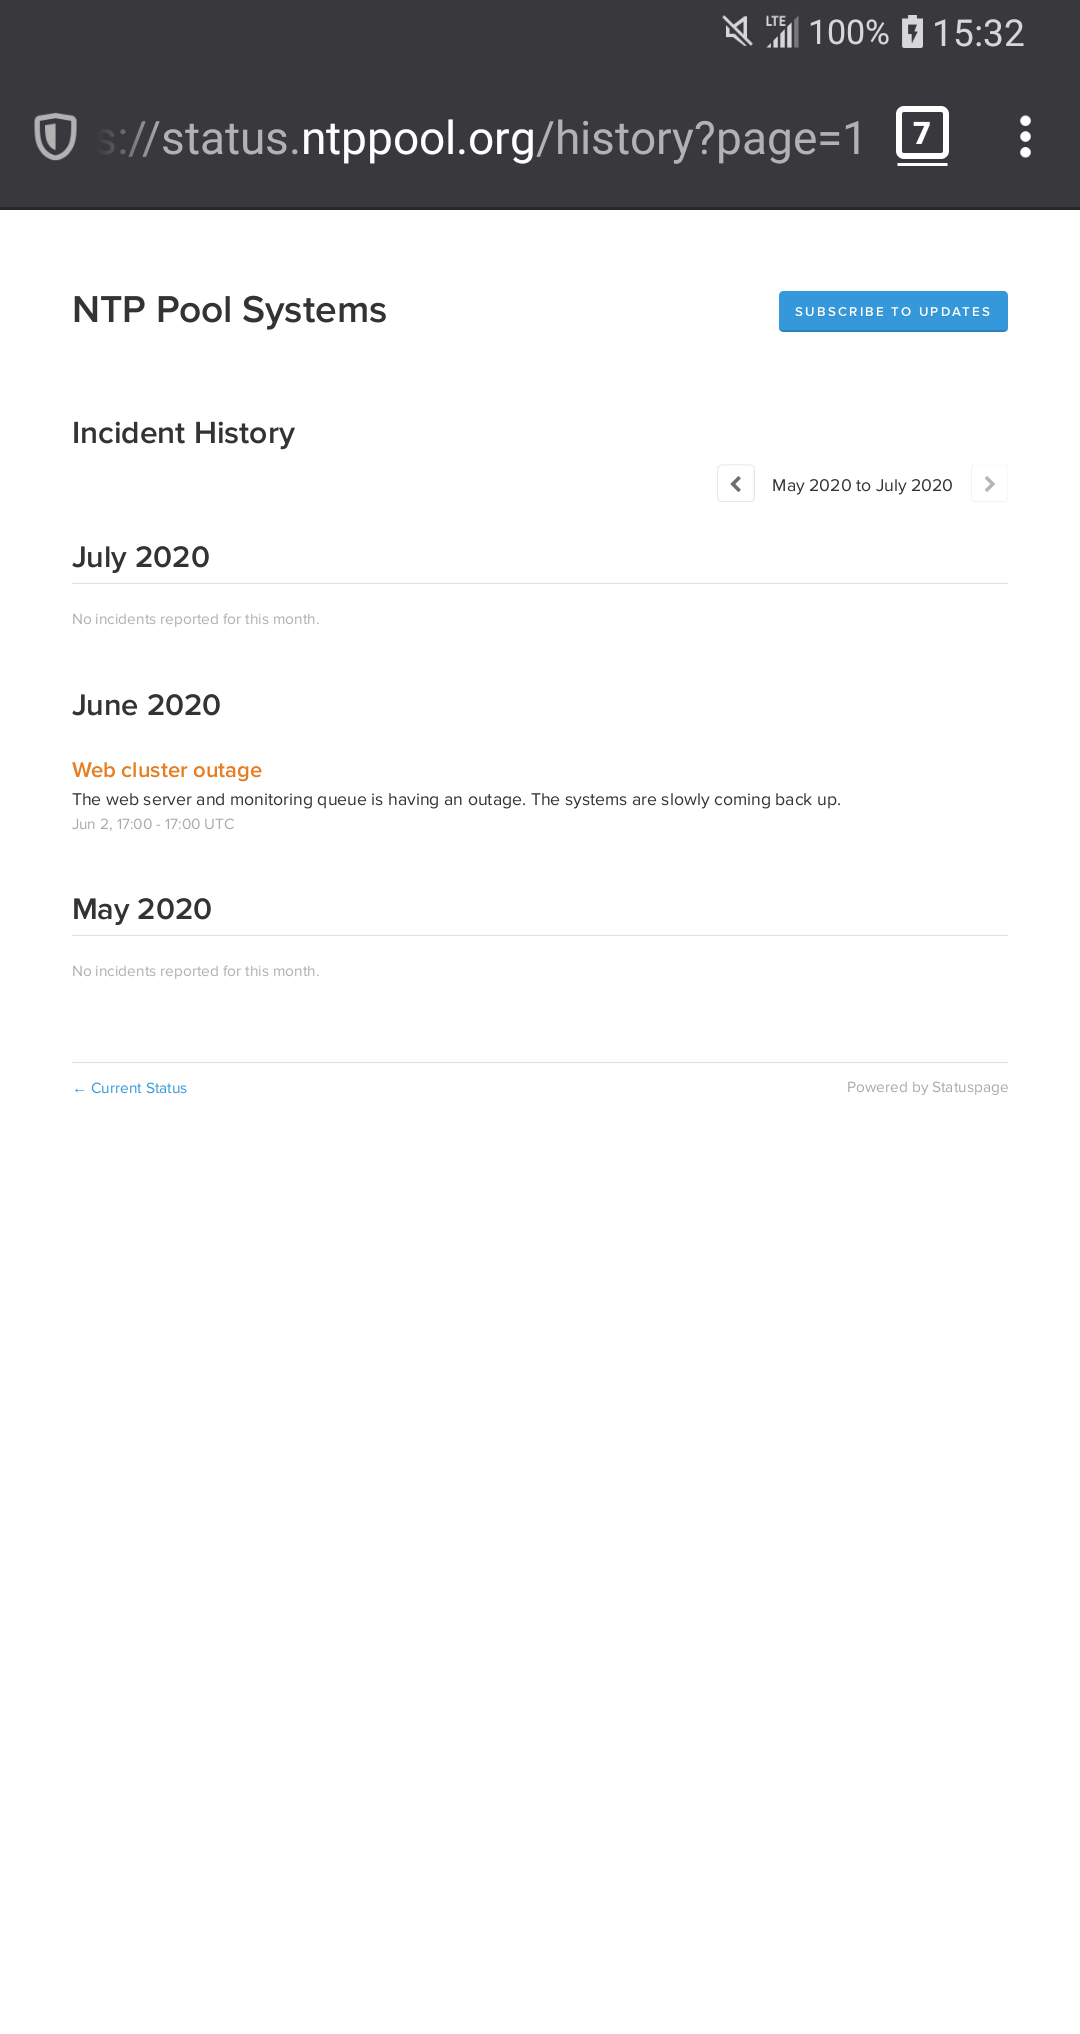 LTE 100% 15:32
s://status.ntppool.org/history?page=1 7
NTP Pool Systems
SUBSCRIBE TO UPDATES
Incident History
May 2020 to July 2020
July 2020
No incidents reported for this month.
June 2020
Web cluster outage
The web server and monitoring queue is having an outage. The systems are slowly coming back up.
Jun 2, 17:00 - 17:00 UTC
May 2020
No incidents reported for this month.
← Current Status
Powered by Statuspage